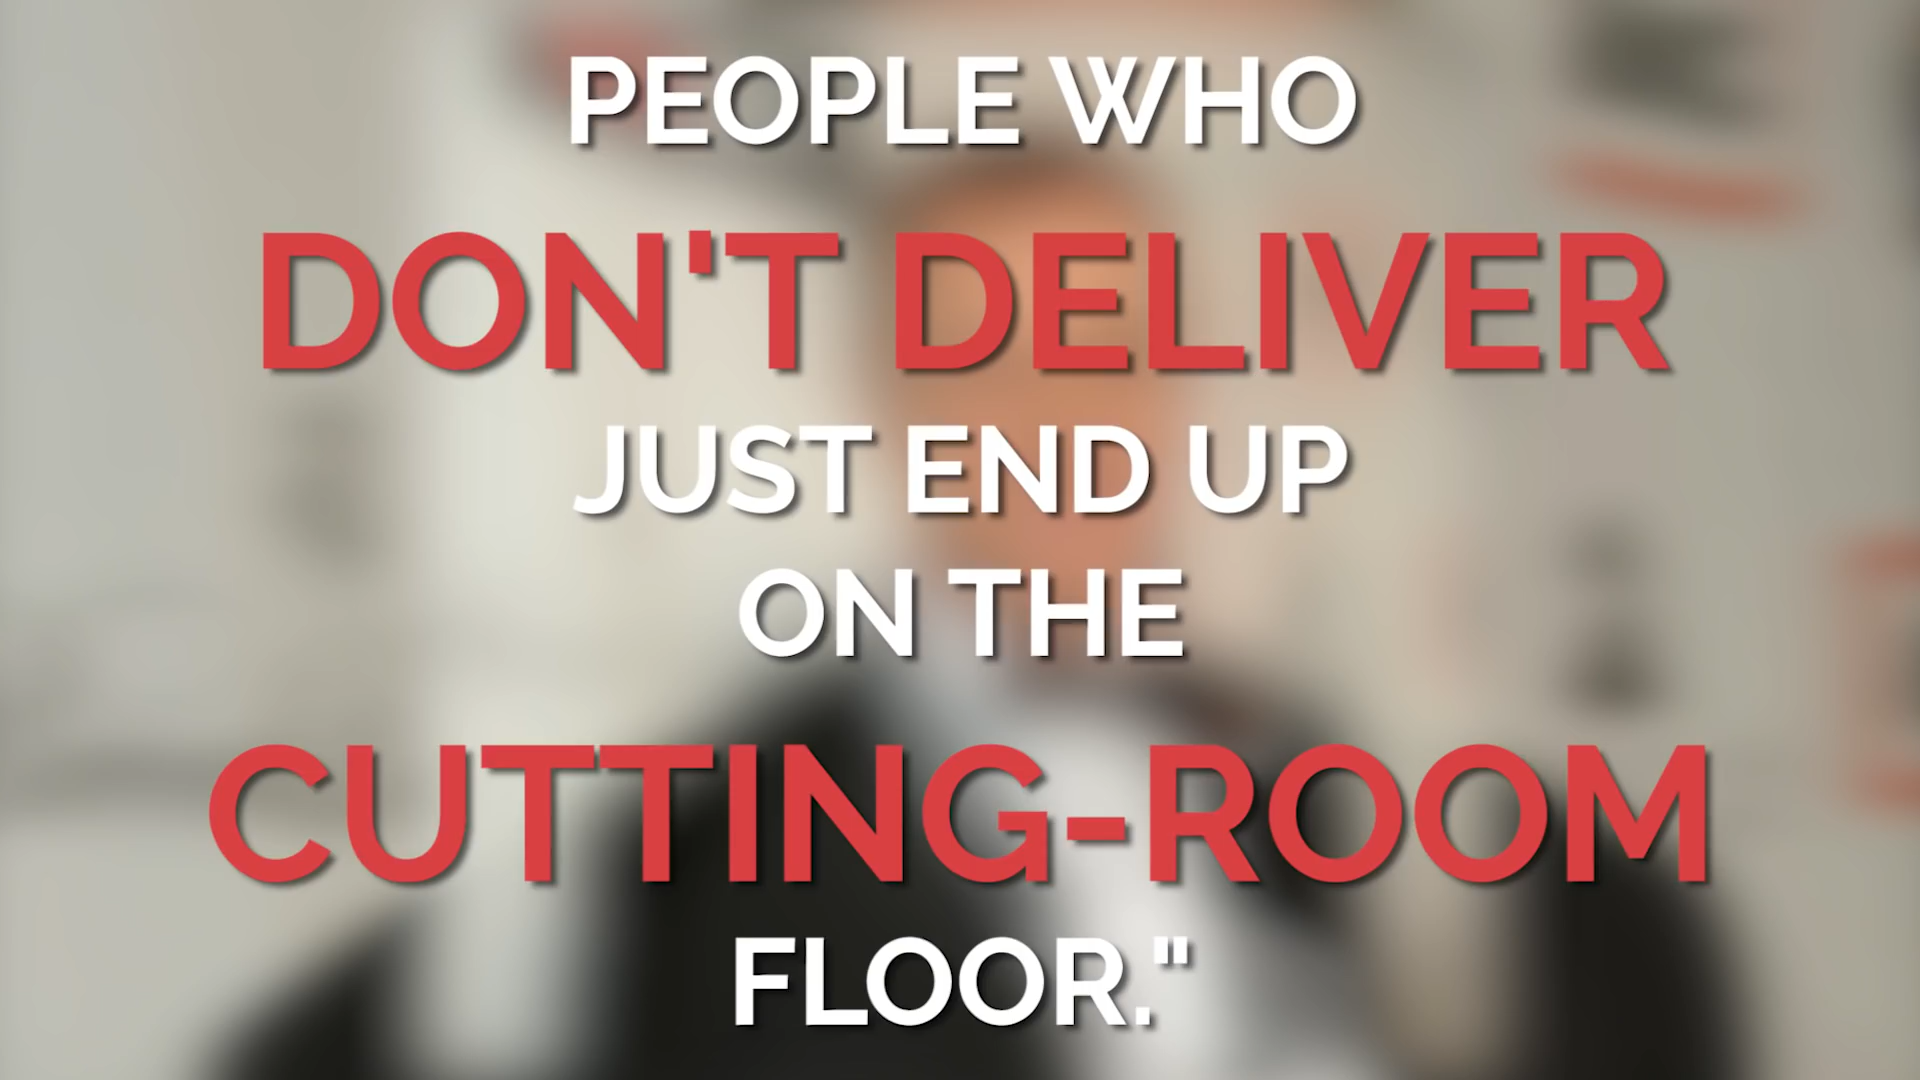 PEOPLE WHO
DON'T DELIVER
JUST END UP
ON THE
CUTTING-ROOM
FLOOR."